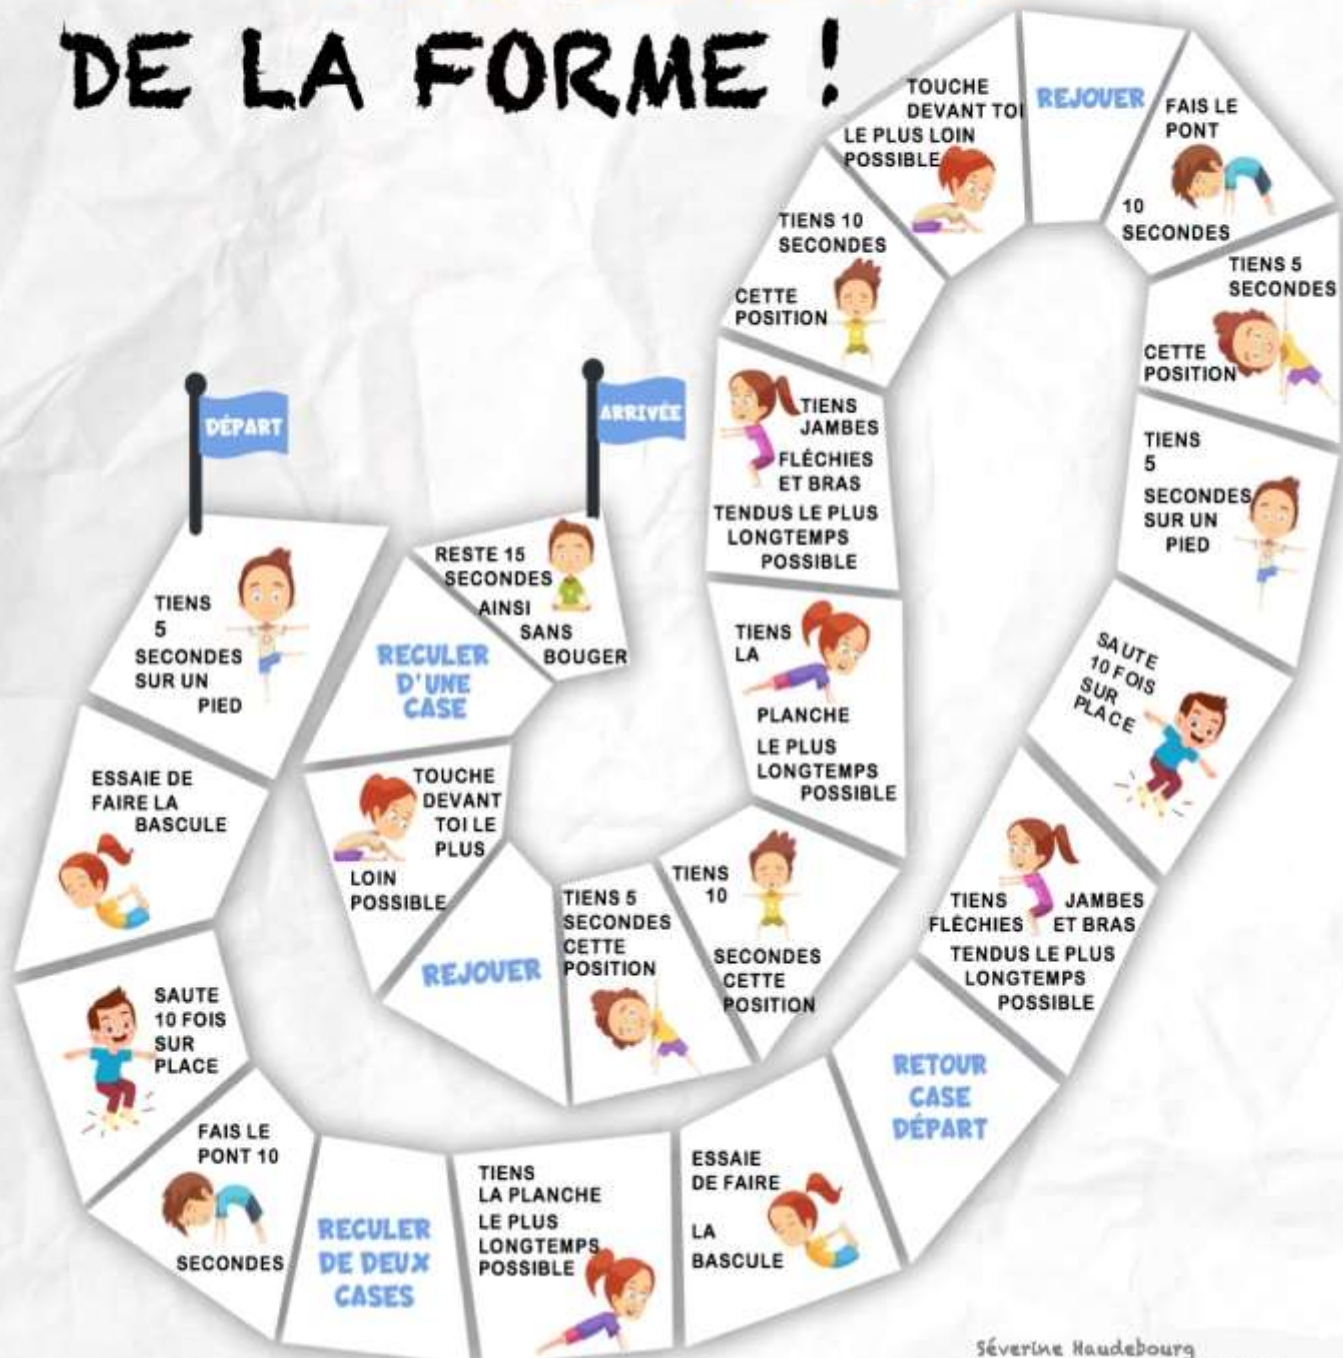 DE LA FORME !
DÉPART
TIENS
5
SECONDES
SUR UN
PIED
ESSAIE DE
FAIRE LA
BASCULE
SAUTE
10 FOIS
SUR
PLACE
FAIS LE
PONT 10
SECONDES
RECULER
DE DEUX
CASES
TIENS
LA PLANCHE
LE PLUS
LONGTEMPS
POSSIBLE
ESSAIE
DE FAIRE
LA
BASCULE
RETOUR
CASE
DÉPART
TIENS JAMBES
FLÉCHIES ET BRAS
TENDUS LE PLUS
LONGTEMPS
POSSIBLE
SAUTE
10 FOIS
SUR
PLACE
TIENS
5
SECONDES
SUR UN
PIED
TIENS 5
SECONDES
CETTE
POSITION
FAIS LE
PONT
10
SECONDES
REJOUER
TOUCHE
DEVANT TOI
LE PLUS LOIN
POSSIBLE
TIENS 10
SECONDES
CETTE
POSITION
TIENS
JAMBES
FLÉCHIES
ET BRAS
TENDUS LE PLUS
LONGTEMPS
POSSIBLE
TIENS
LA
PLANCHE
LE PLUS
LONGTEMPS
POSSIBLE
TIENS
10
SECONDES
CETTE
POSITION
TIENS 5
SECONDES
CETTE
POSITION
REJOUER
TOUCHE
DEVANT
TOI LE
PLUS
LOIN
POSSIBLE
RECULER
D'UNE
CASE
RESTE 15
SECONDES
AINSI
SANS
BOUGER
ARRIVÉE
Séverine Haudebourg